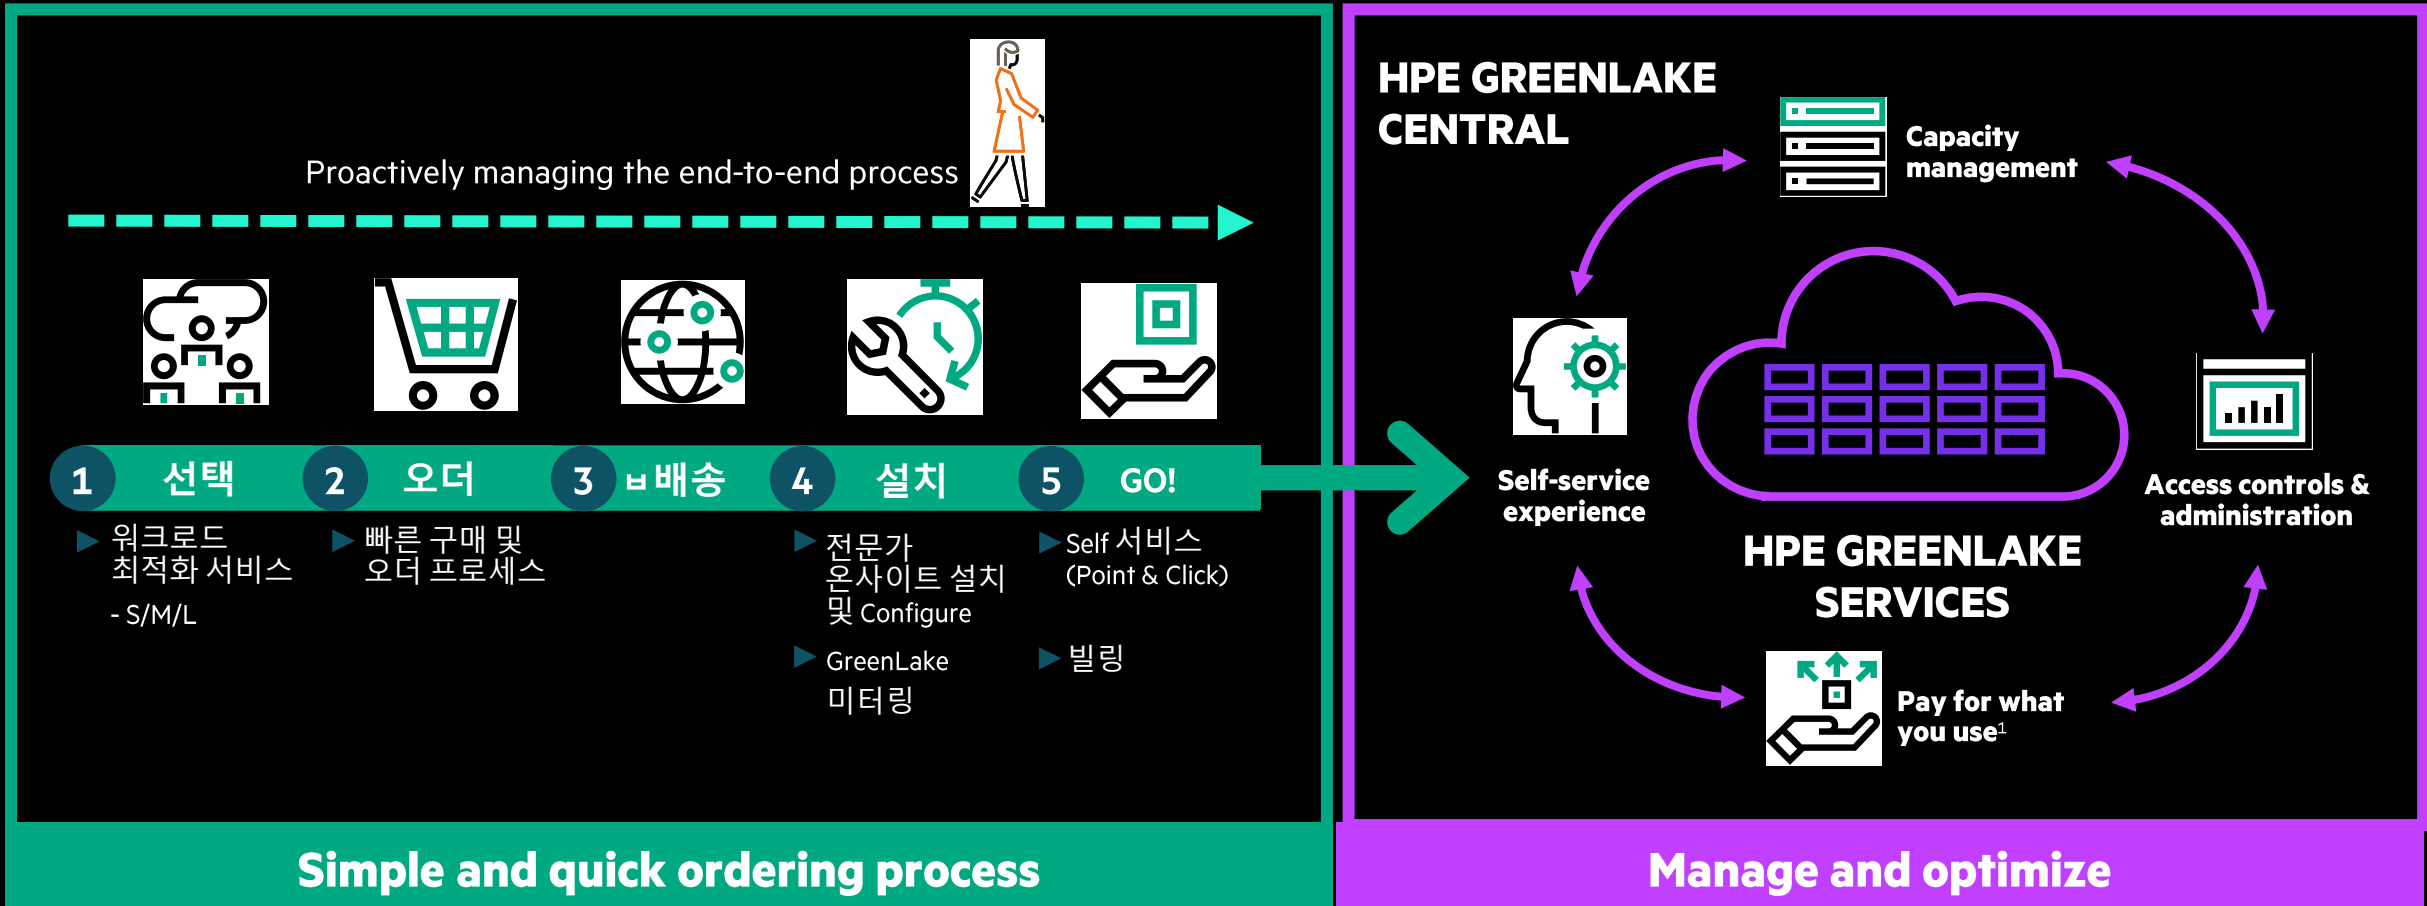 Proactively managing the end-to-end process
1 선택
워크로드
최적화 서비스
- S/M/L
2 오더
빠른 구매 및
오더 프로세스
3 ㅂ배송
4 설치
전문가
온사이트 설치
및 Configure
GreenLake
미터링
5 GO!
Self 서비스
(Point & Click)
빌링
Simple and quick ordering process
HPE GREENLAKE
CENTRAL
Capacity
management
Self-service
experience
Access controls &
administration
HPE GREENLAKE
SERVICES
Pay for what
you use¹
Manage and optimize